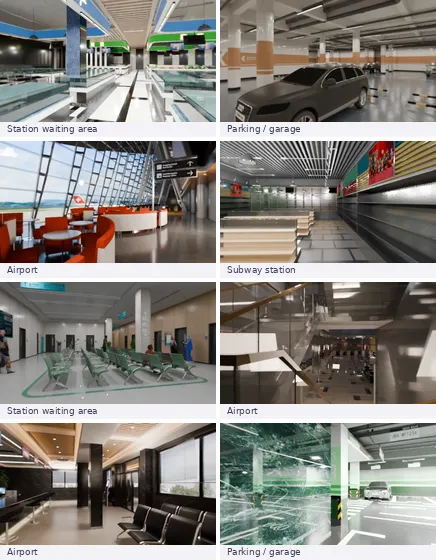 Station waiting area
Parking / garage
Airport
Subway station
Station waiting area
Airport
Airport
Parking / garage